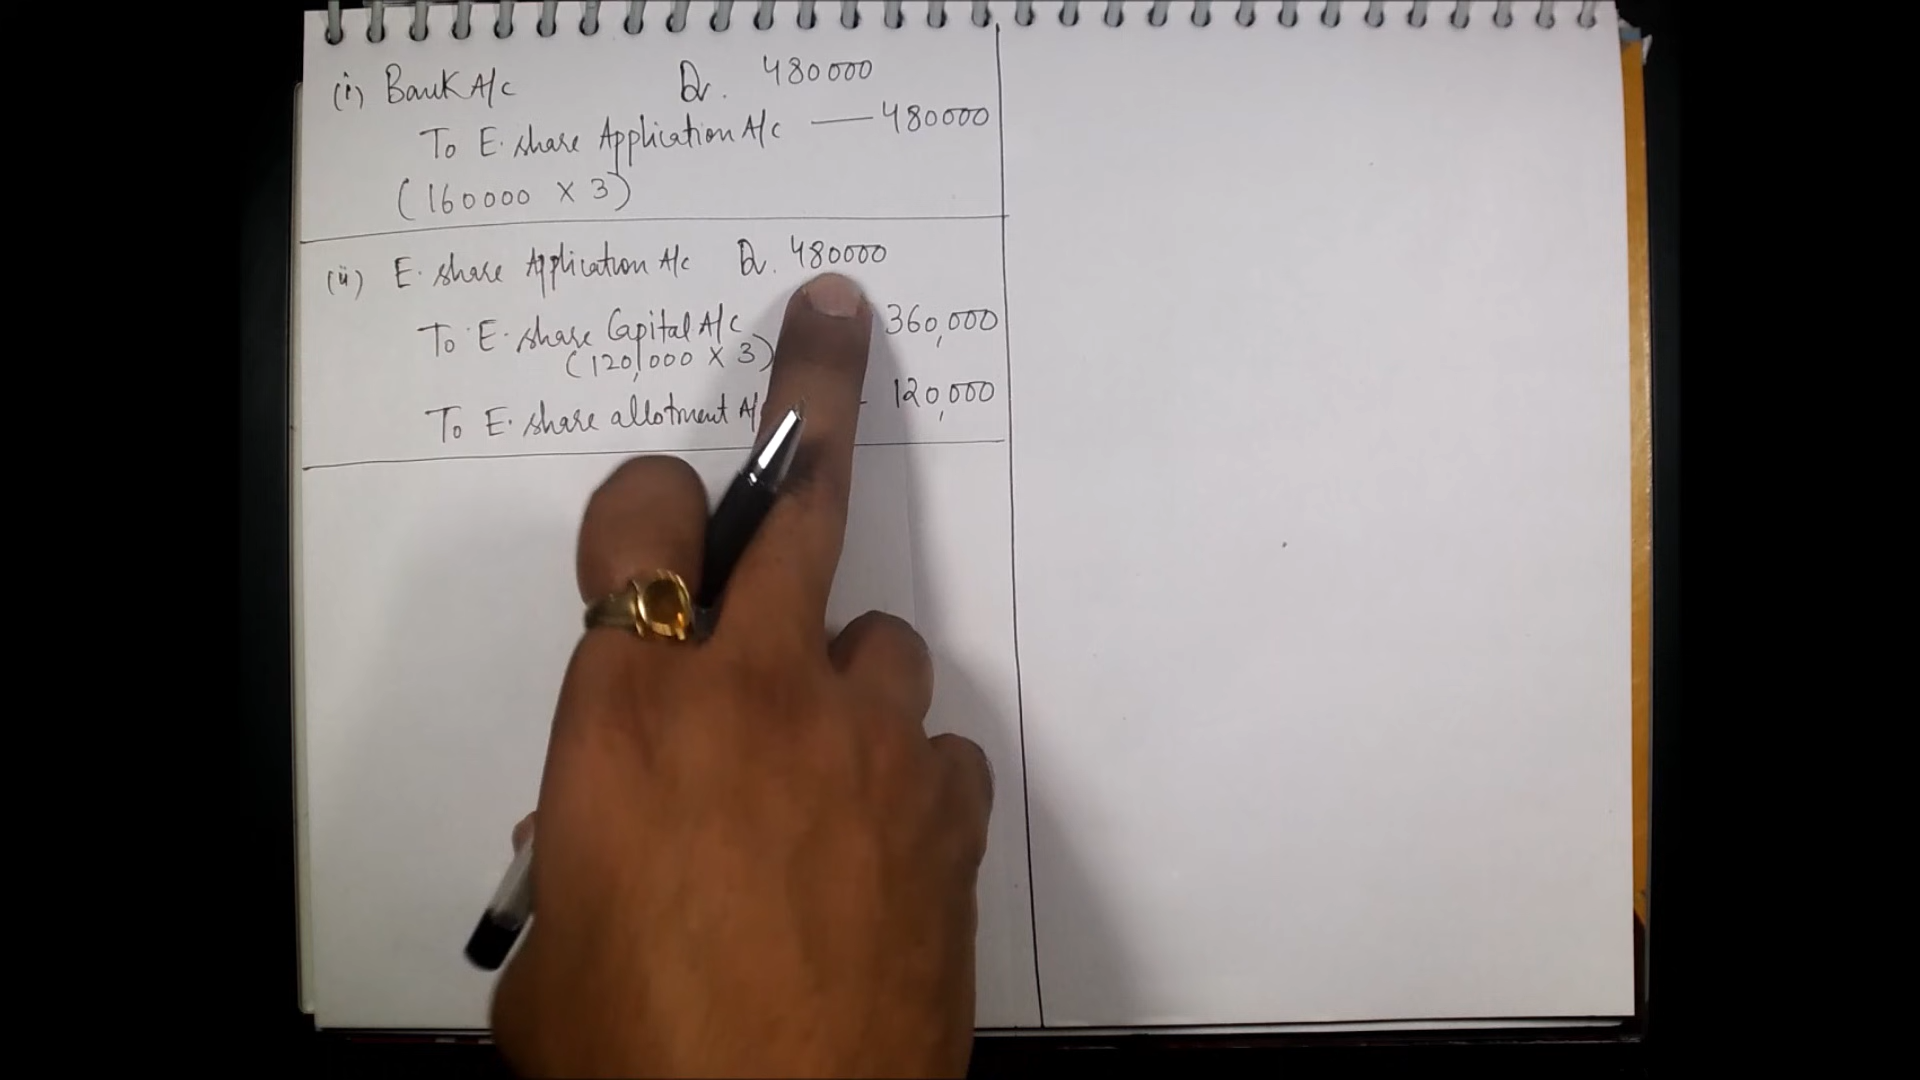 (i) Bank A/c Dr. 480000
To E. share Application A/c — 480000
(160000 X 3)
(ii) E. share Application A/c Dr. 480000
To E. share Capital A/c 360,000
(120,000 X 3)
To E. share allotment A/ - 120,000